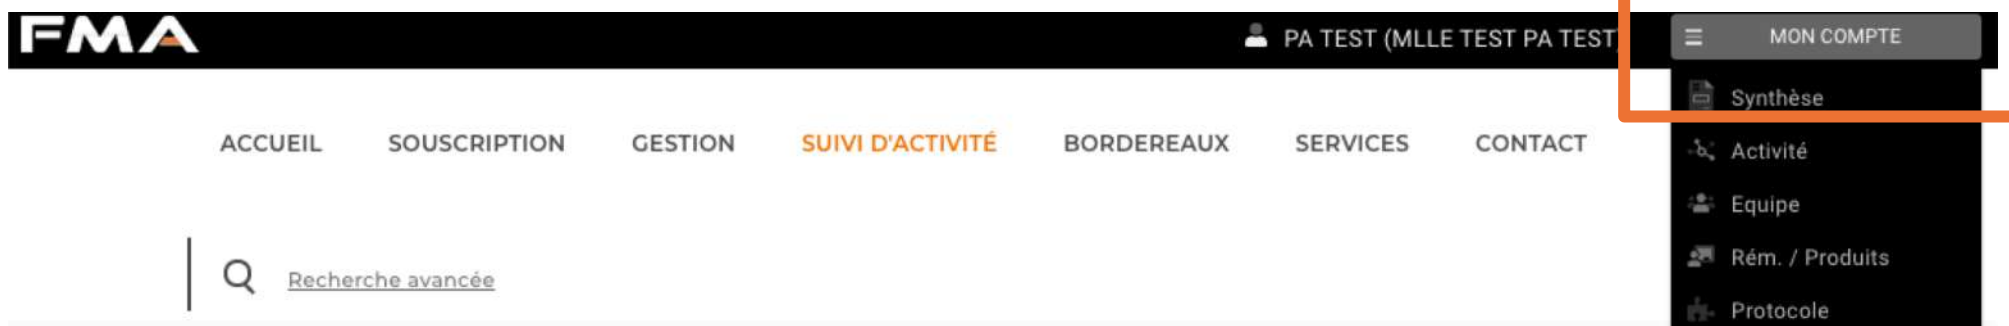 FMA
PA TEST (MLLE TEST PA TEST)
MON COMPTE
ACCUEIL SOUSCRIPTION GESTION SUIVI D'ACTIVITÉ BORDEREAUX SERVICES CONTACT
Recherche avancée
Synthèse
Activité
Equipe
Rém. / Produits
Protocole